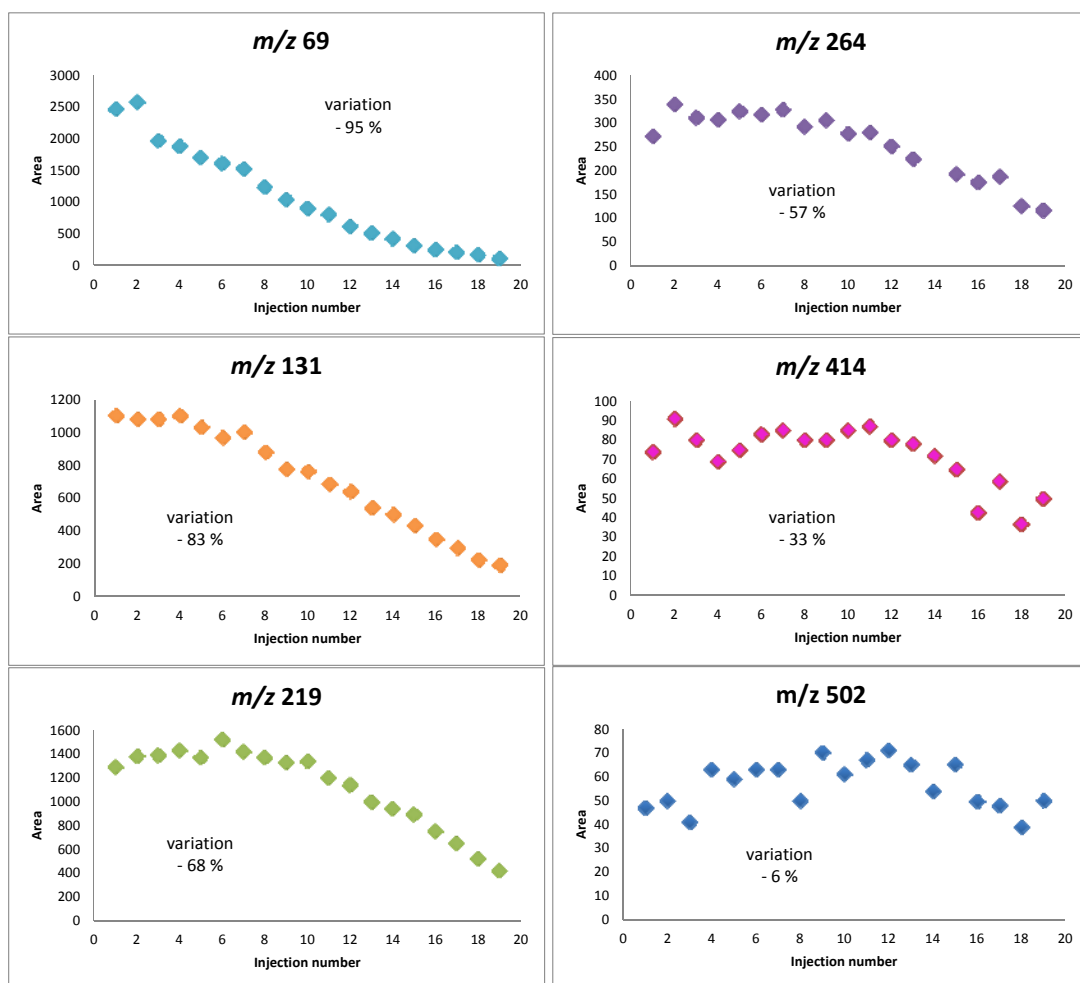 m/z 69
variation
- 95 %
Area
3000
2500
2000
1500
1000
500
0
0 2 4 6 8 10 12 14 16 18 20
Injection number
m/z 264
variation
- 57 %
Area
400
350
300
250
200
150
100
50
0
0 2 4 6 8 10 12 14 16 18 20
Injection number
m/z 131
variation
- 83 %
Area
1200
1000
800
600
400
200
0
0 2 4 6 8 10 12 14 16 18 20
Injection number
m/z 414
variation
- 33 %
Area
100
90
80
70
60
50
40
30
20
10
0
0 2 4 6 8 10 12 14 16 18 20
Injection number
m/z 219
variation
- 68 %
Area
1600
1400
1200
1000
800
600
400
200
0
0 2 4 6 8 10 12 14 16 18 20
Injection number
m/z 502
variation
- 6 %
Area
80
70
60
50
40
30
20
10
0
0 2 4 6 8 10 12 14 16 18 20
Injection number